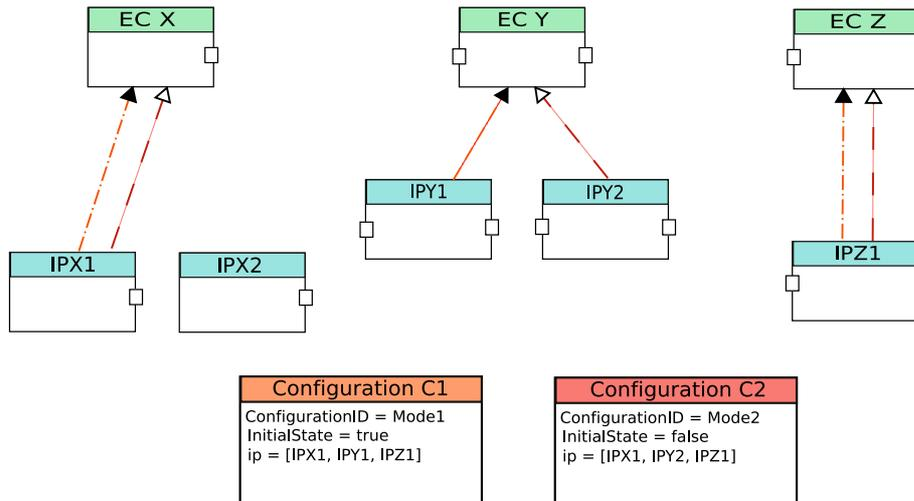 EC X
EC Y
EC Z
IPY1
IPY2
IPX1
IPX2
IPZ1
Configuration C1
ConfigurationID = Mode1
InitialState = true
ip = [IPX1, IPY1, IPZ1]
Configuration C2
ConfigurationID = Mode2
InitialState = false
ip = [IPX1, IPY2, IPZ1]